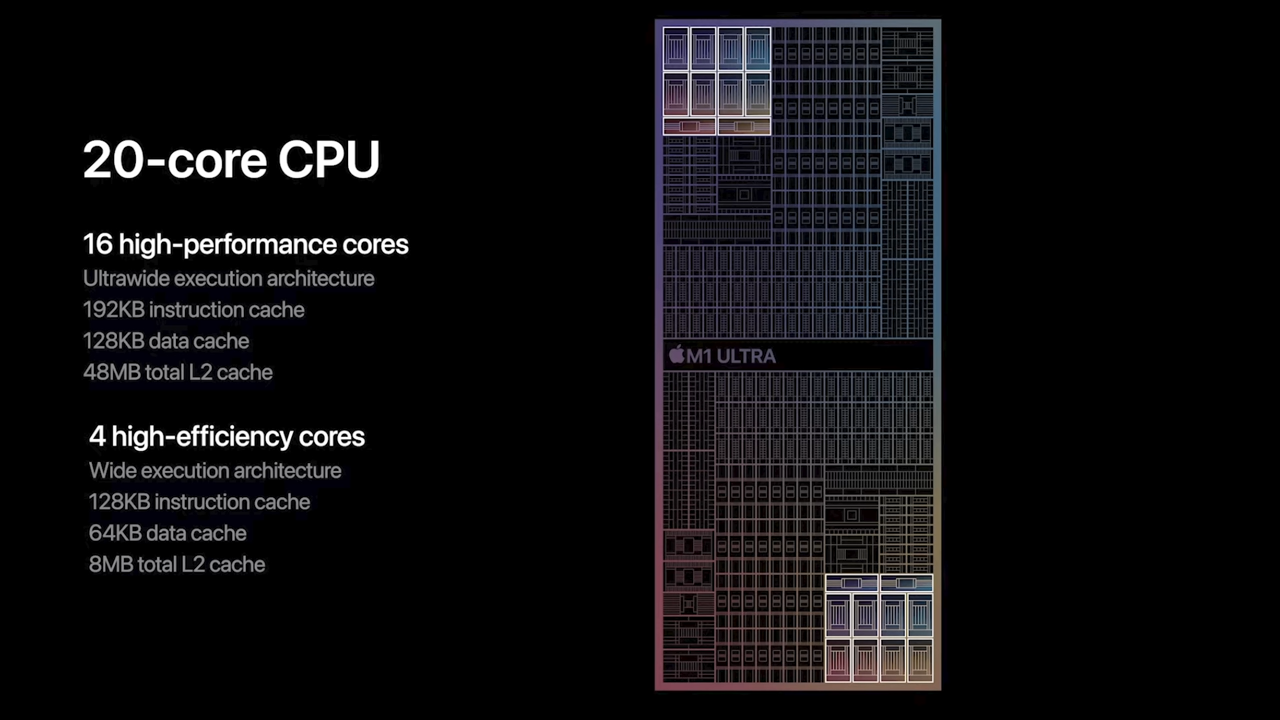 20-core CPU
16 high-performance cores
Ultrawide execution architecture
192KB instruction cache
128KB data cache
48MB total L2 cache
4 high-efficiency cores
Wide execution architecture
128KB instruction cache
64KB data cache
8MB total L2 cache
M1 ULTRA